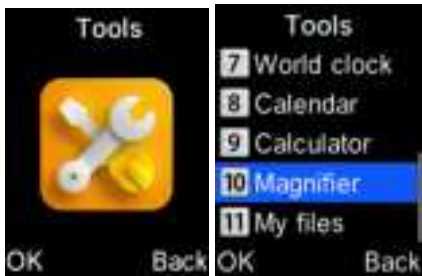 Tools
OK Back
Tools
7 World clock
8 Calendar
9 Calculator
10 Magnifier
11 My files
OK Back